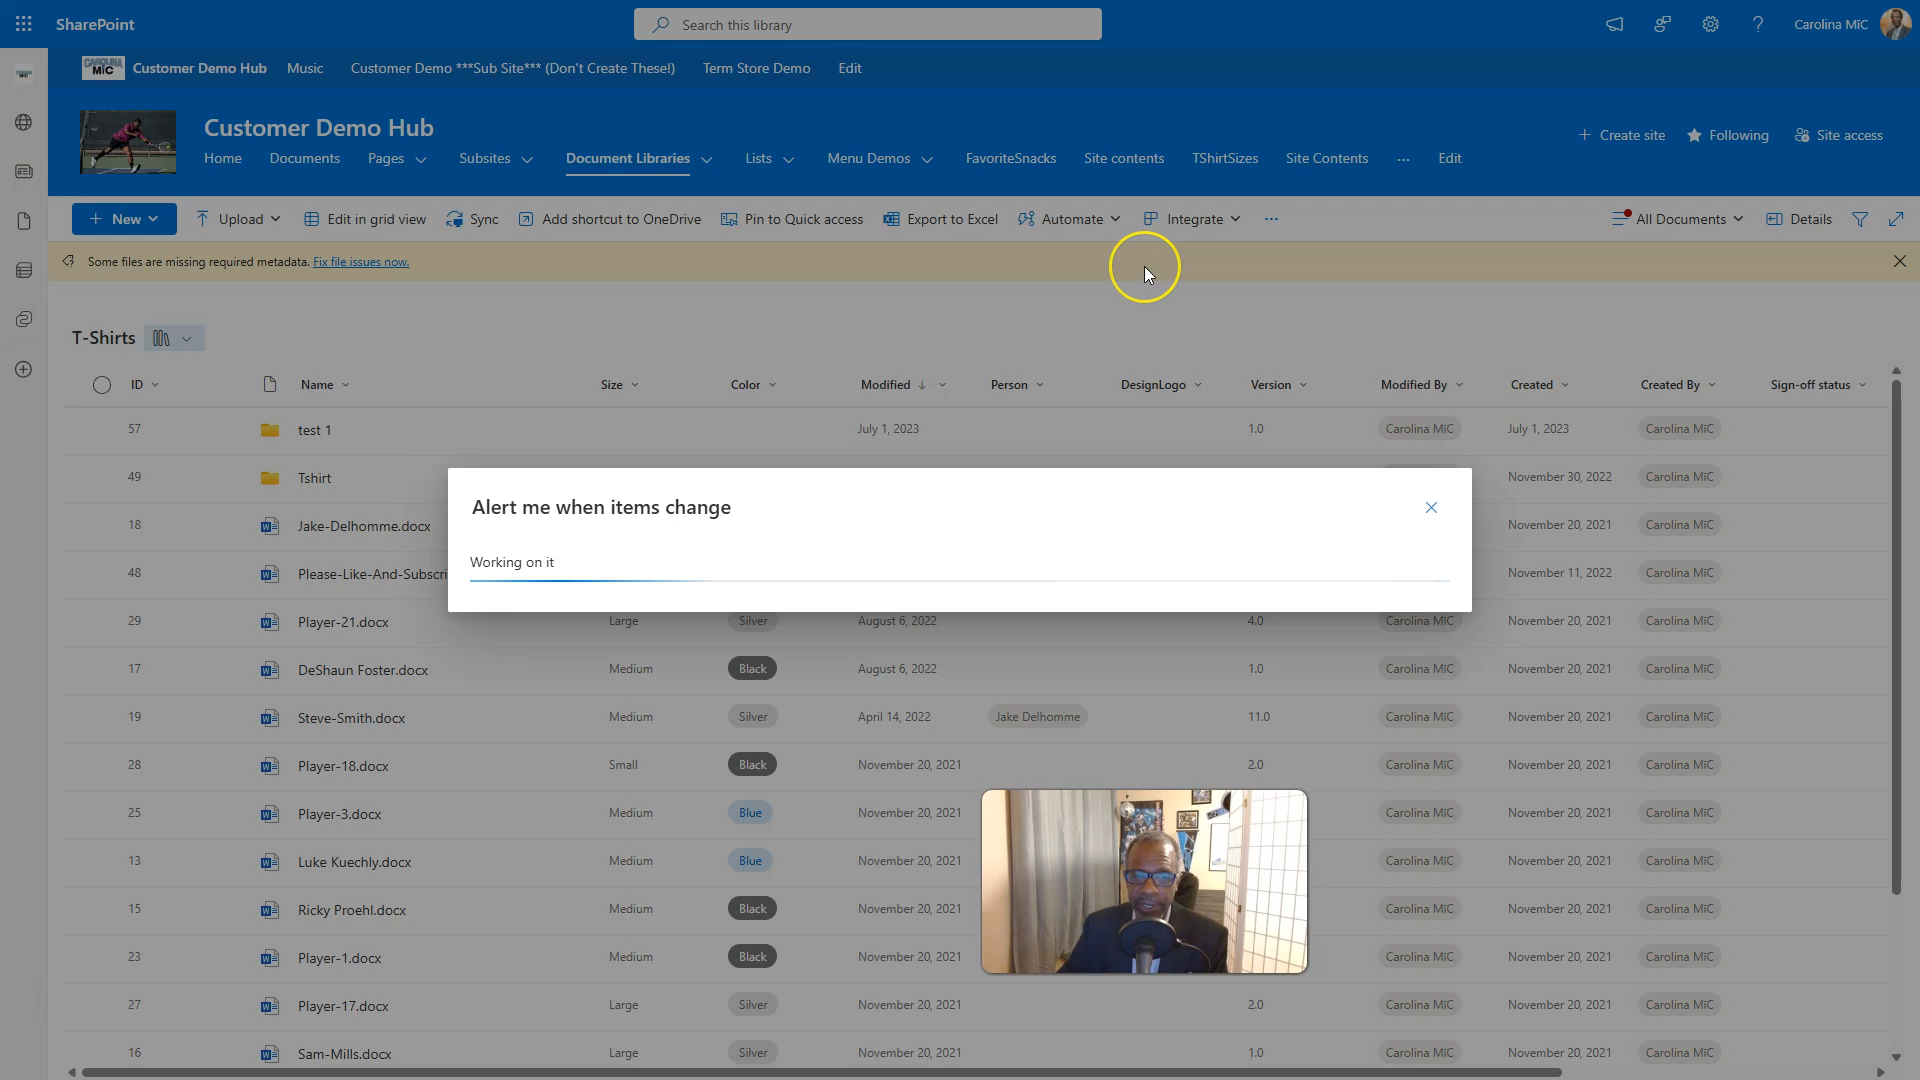 SharePoint
Search this library
Carolina MiC
CAROLINA MiC
Customer Demo Hub
Music
Customer Demo ***Sub Site*** (Don't Create These!)
Term Store Demo
Edit
Customer Demo Hub
Create site
Following
Site access
Home
Documents
Pages
Subsites
Document Libraries
Lists
Menu Demos
FavoriteSnacks
Site contents
TShirtSizes
Site Contents
...
Edit
New
Upload
Edit in grid view
Sync
Add shortcut to OneDrive
Pin to Quick access
Export to Excel
Automate
Integrate
...
All Documents
Details
Some files are missing required metadata. Fix file issues now.
T-Shirts
ID Name Size Color Modified Person DesignLogo Version Modified By Created Created By Sign-off status
57 test 1 July 1, 2023 1.0 Carolina MiC July 1, 2023 Carolina MiC
49 Tshirt November 30, 2022 Carolina MiC
Alert me when items change
18 Jake-Delhomme.docx November 20, 2021 Carolina MiC
Working on it
48 Please-Like-And-Subscri November 11, 2022 Carolina MiC
29 Player-21.docx Large Silver August 6, 2022 4.0 Carolina MiC November 20, 2021 Carolina MiC
17 DeShaun Foster.docx Medium Black August 6, 2022 1.0 Carolina MiC November 20, 2021 Carolina MiC
19 Steve-Smith.docx Medium Silver April 14, 2022 Jake Delhomme 11.0 Carolina MiC November 20, 2021 Carolina MiC
28 Player-18.docx Small Black November 20, 2021 2.0 Carolina MiC November 20, 2021 Carolina MiC
25 Player-3.docx Medium Blue November 20, 2021 Carolina MiC November 20, 2021 Carolina MiC
13 Luke Kuechly.docx Medium Blue November 20, 2021 Carolina MiC November 20, 2021 Carolina MiC
15 Ricky Proehl.docx Medium Black November 20, 2021 Carolina MiC November 20, 2021 Carolina MiC
23 Player-1.docx Medium Black November 20, 2021 Carolina MiC November 20, 2021 Carolina MiC
27 Player-17.docx Large Silver November 20, 2021 2.0 Carolina MiC November 20, 2021 Carolina MiC
16 Sam-Mills.docx Large Silver November 20, 2021 1.0 Carolina MiC November 20, 2021 Carolina MiC